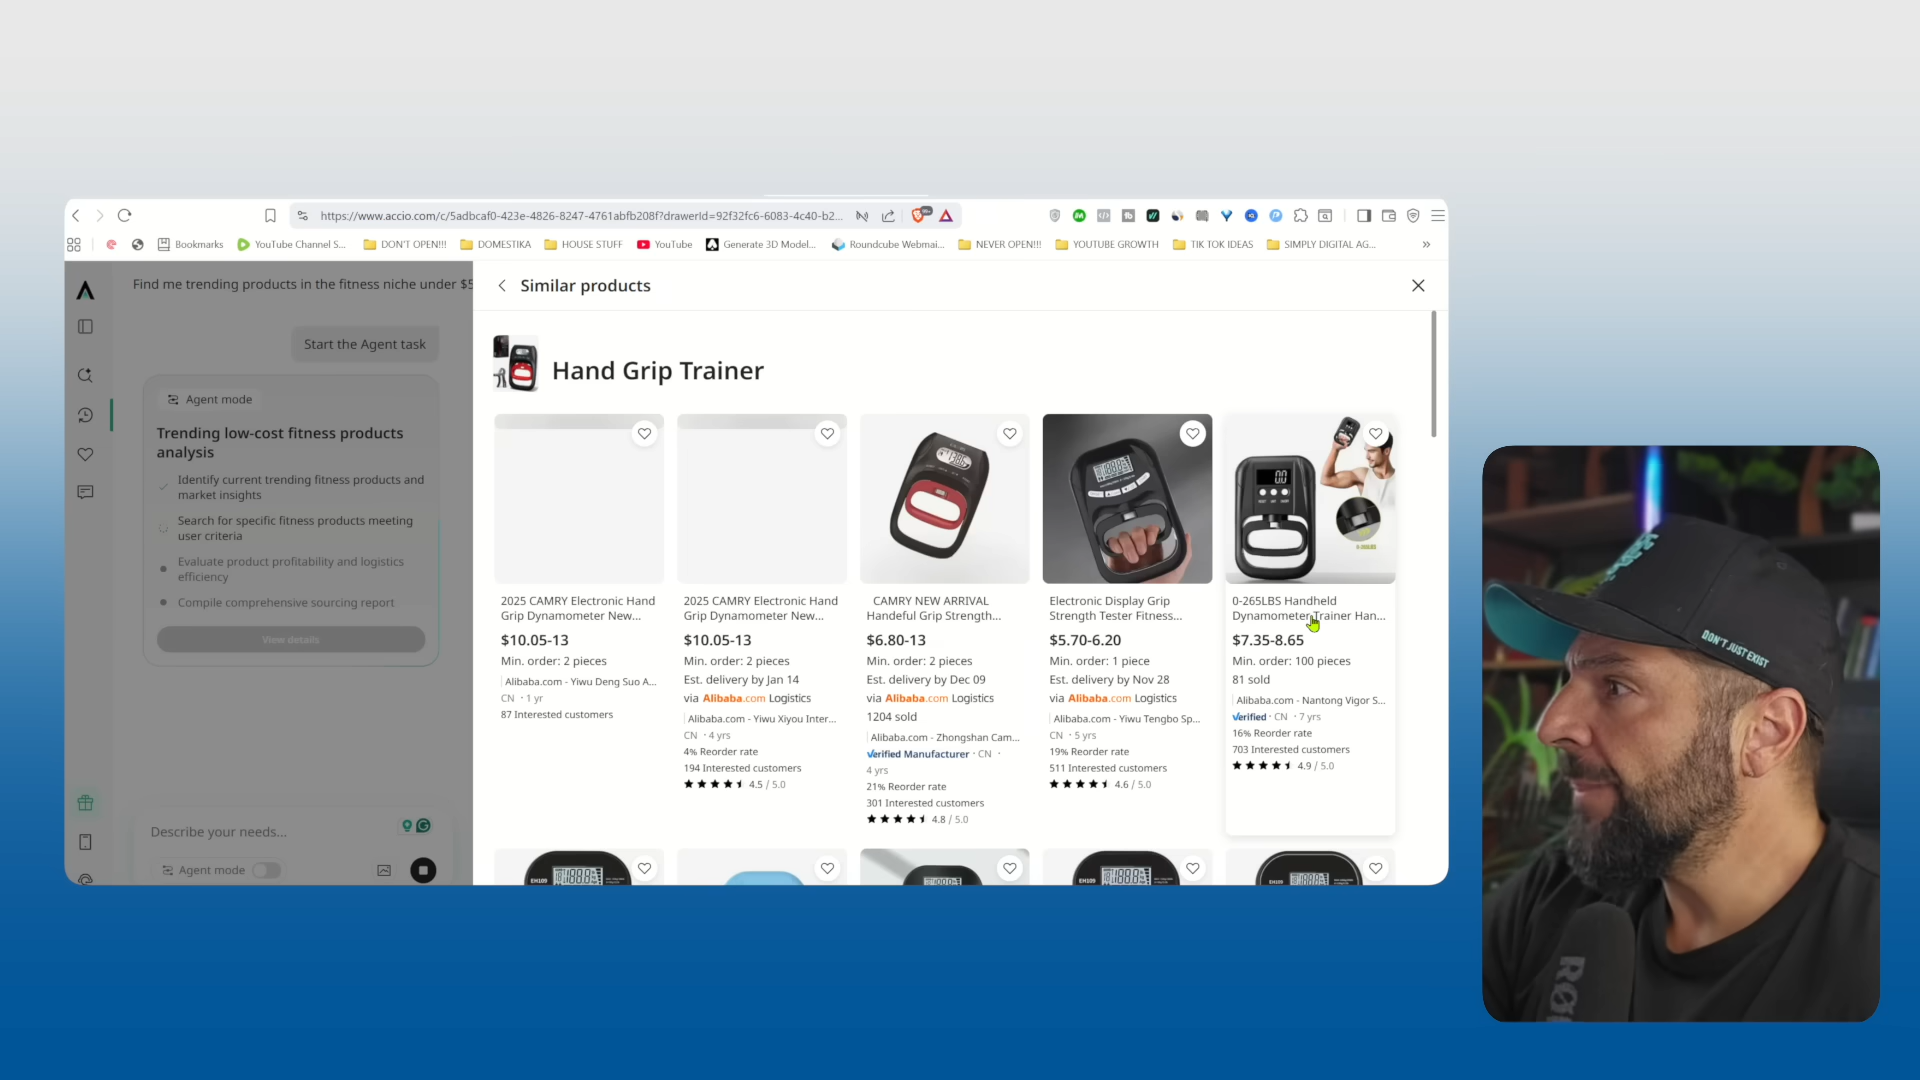 https://www.accio.com/c/5adbcaf0-423e-4826-8247-4761abfb208f?drawerId=92f32fc6-6083-4c40-b2...
Bookmarks
YouTube Channel S...
DON'T OPEN!!!
DOMESTIKA
HOUSE STUFF
YouTube
Generate 3D Model...
Roundcube Webmai...
NEVER OPEN!!!
YOUTUBE GROWTH
TIK TOK IDEAS
SIMPLY DIGITAL AG...
Find me trending products in the fitness niche under $5
Start the Agent task
Agent mode
Trending low-cost fitness products
analysis
Identify current trending fitness products and
market insights
Search for specific fitness products meeting
user criteria
Evaluate product profitability and logistics
efficiency
Compile comprehensive sourcing report
View details
Describe your needs...
Agent mode
Similar products
Hand Grip Trainer
2025 CAMRY Electronic Hand
Grip Dynamometer New...
$10.05-13
Min. order: 2 pieces
Alibaba.com - Yiwu Deng Suo A...
CN · 1 yr
87 Interested customers
2025 CAMRY Electronic Hand
Grip Dynamometer New...
$10.05-13
Min. order: 2 pieces
Est. delivery by Jan 14
via Alibaba.com Logistics
Alibaba.com - Yiwu Xiyou Inter...
CN · 4 yrs
4% Reorder rate
194 Interested customers
4.5 / 5.0
CAMRY NEW ARRIVAL
Handeful Grip Strength...
$6.80-13
Min. order: 2 pieces
Est. delivery by Dec 09
via Alibaba.com Logistics
1204 sold
Alibaba.com - Zhongshan Cam...
Verified Manufacturer · CN ·
4 yrs
21% Reorder rate
301 Interested customers
4.8 / 5.0
Electronic Display Grip
Strength Tester Fitness...
$5.70-6.20
Min. order: 1 piece
Est. delivery by Nov 28
via Alibaba.com Logistics
Alibaba.com - Yiwu Tengbo Sp...
CN · 5 yrs
19% Reorder rate
511 Interested customers
4.6 / 5.0
0.0
0-265LBS Handheld
Dynamometer Trainer Han...
$7.35-8.65
Min. order: 100 pieces
81 sold
Alibaba.com - Nantong Vigor S...
Verified · CN · 7 yrs
16% Reorder rate
703 Interested customers
4.9 / 5.0
EH109
EH109
DON'T JUST EXIST